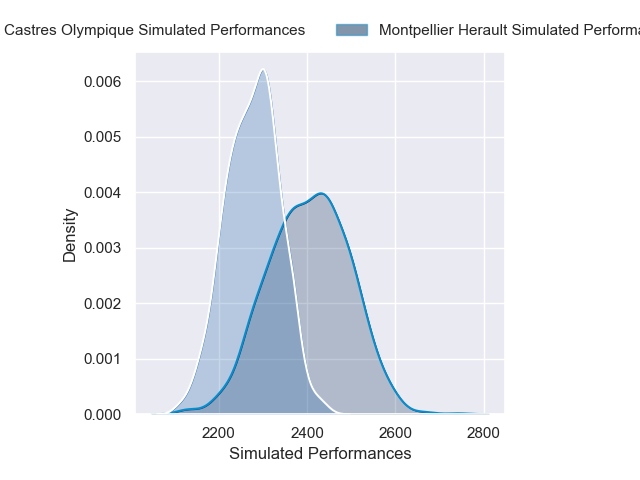 Castres Olympique Simulated Performances
Montpellier Herault Simulated
0.006
0.005
0.004
0.003
0.002
0.001
0.000
Density
2200 2400 2600 2800
Simulated Performances